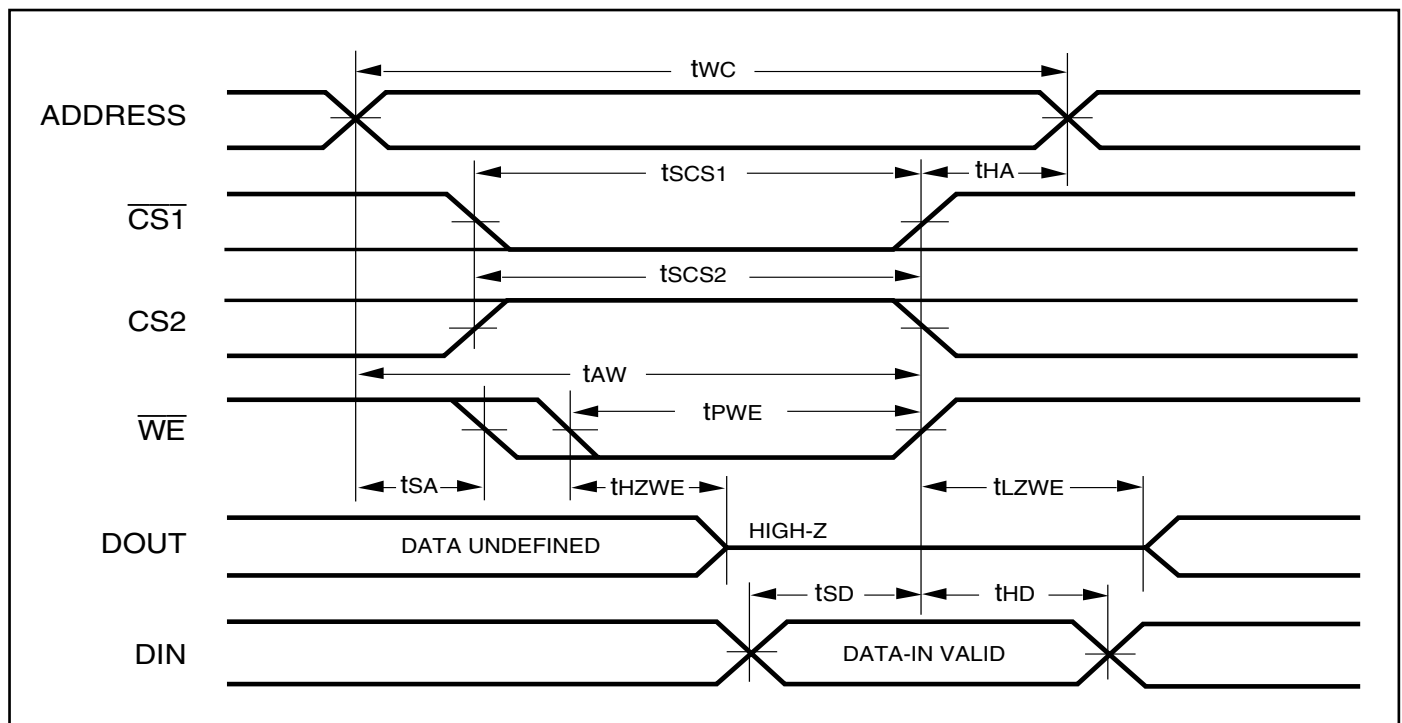 tWC
ADDRESS
tSCS1
tHA
CS1
tSCS2
CS2
tAW
tPWE
WE
tSA
tHZWE
tLZWE
HIGH-Z
DOUT
DATA UNDEFINED
tSD
tHD
DIN
DATA-IN VALID